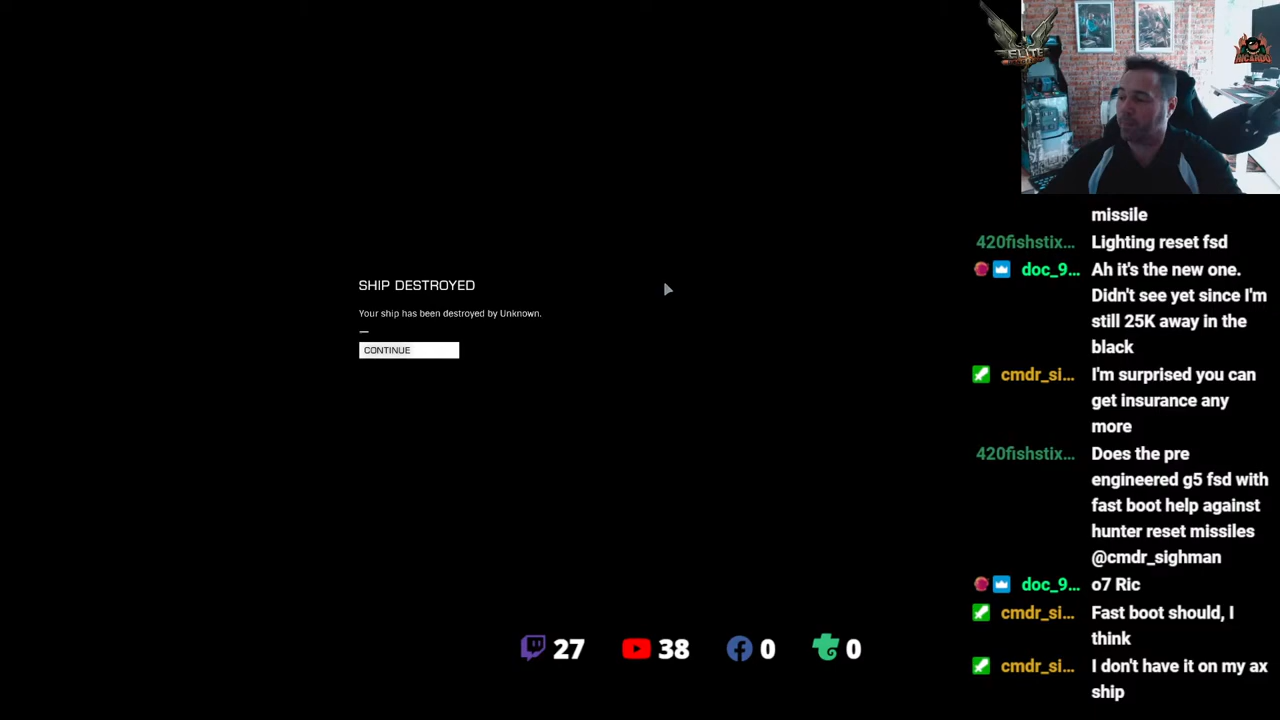 ELITE
RICARDO
missile
420fishstix... Lighting reset fsd
doc_9... Ah it's the new one.
Didn't see yet since I'm
still 25K away in the
black
cmdr_si... I'm surprised you can
get insurance any
more
420fishstix... Does the pre
engineered g5 fsd with
fast boot help against
hunter reset missiles
@cmdr_sighman
doc_9... o7 Ric
cmdr_si... Fast boot should, I
think
cmdr_si... I don't have it on my ax
ship
SHIP DESTROYED
Your ship has been destroyed by Unknown.
CONTINUE
27 38 0 0